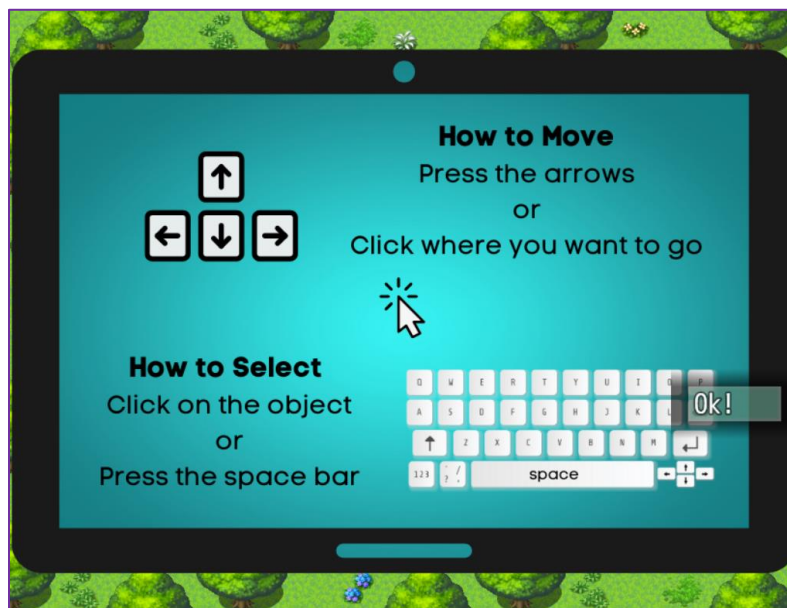 How to Move
Press the arrows
or
Click where you want to go
How to Select
Click on the object
or
Press the space bar
Q W E R T Y U I O P
A S D F G H J K L
Ok!
Z X C V B N M
123
space